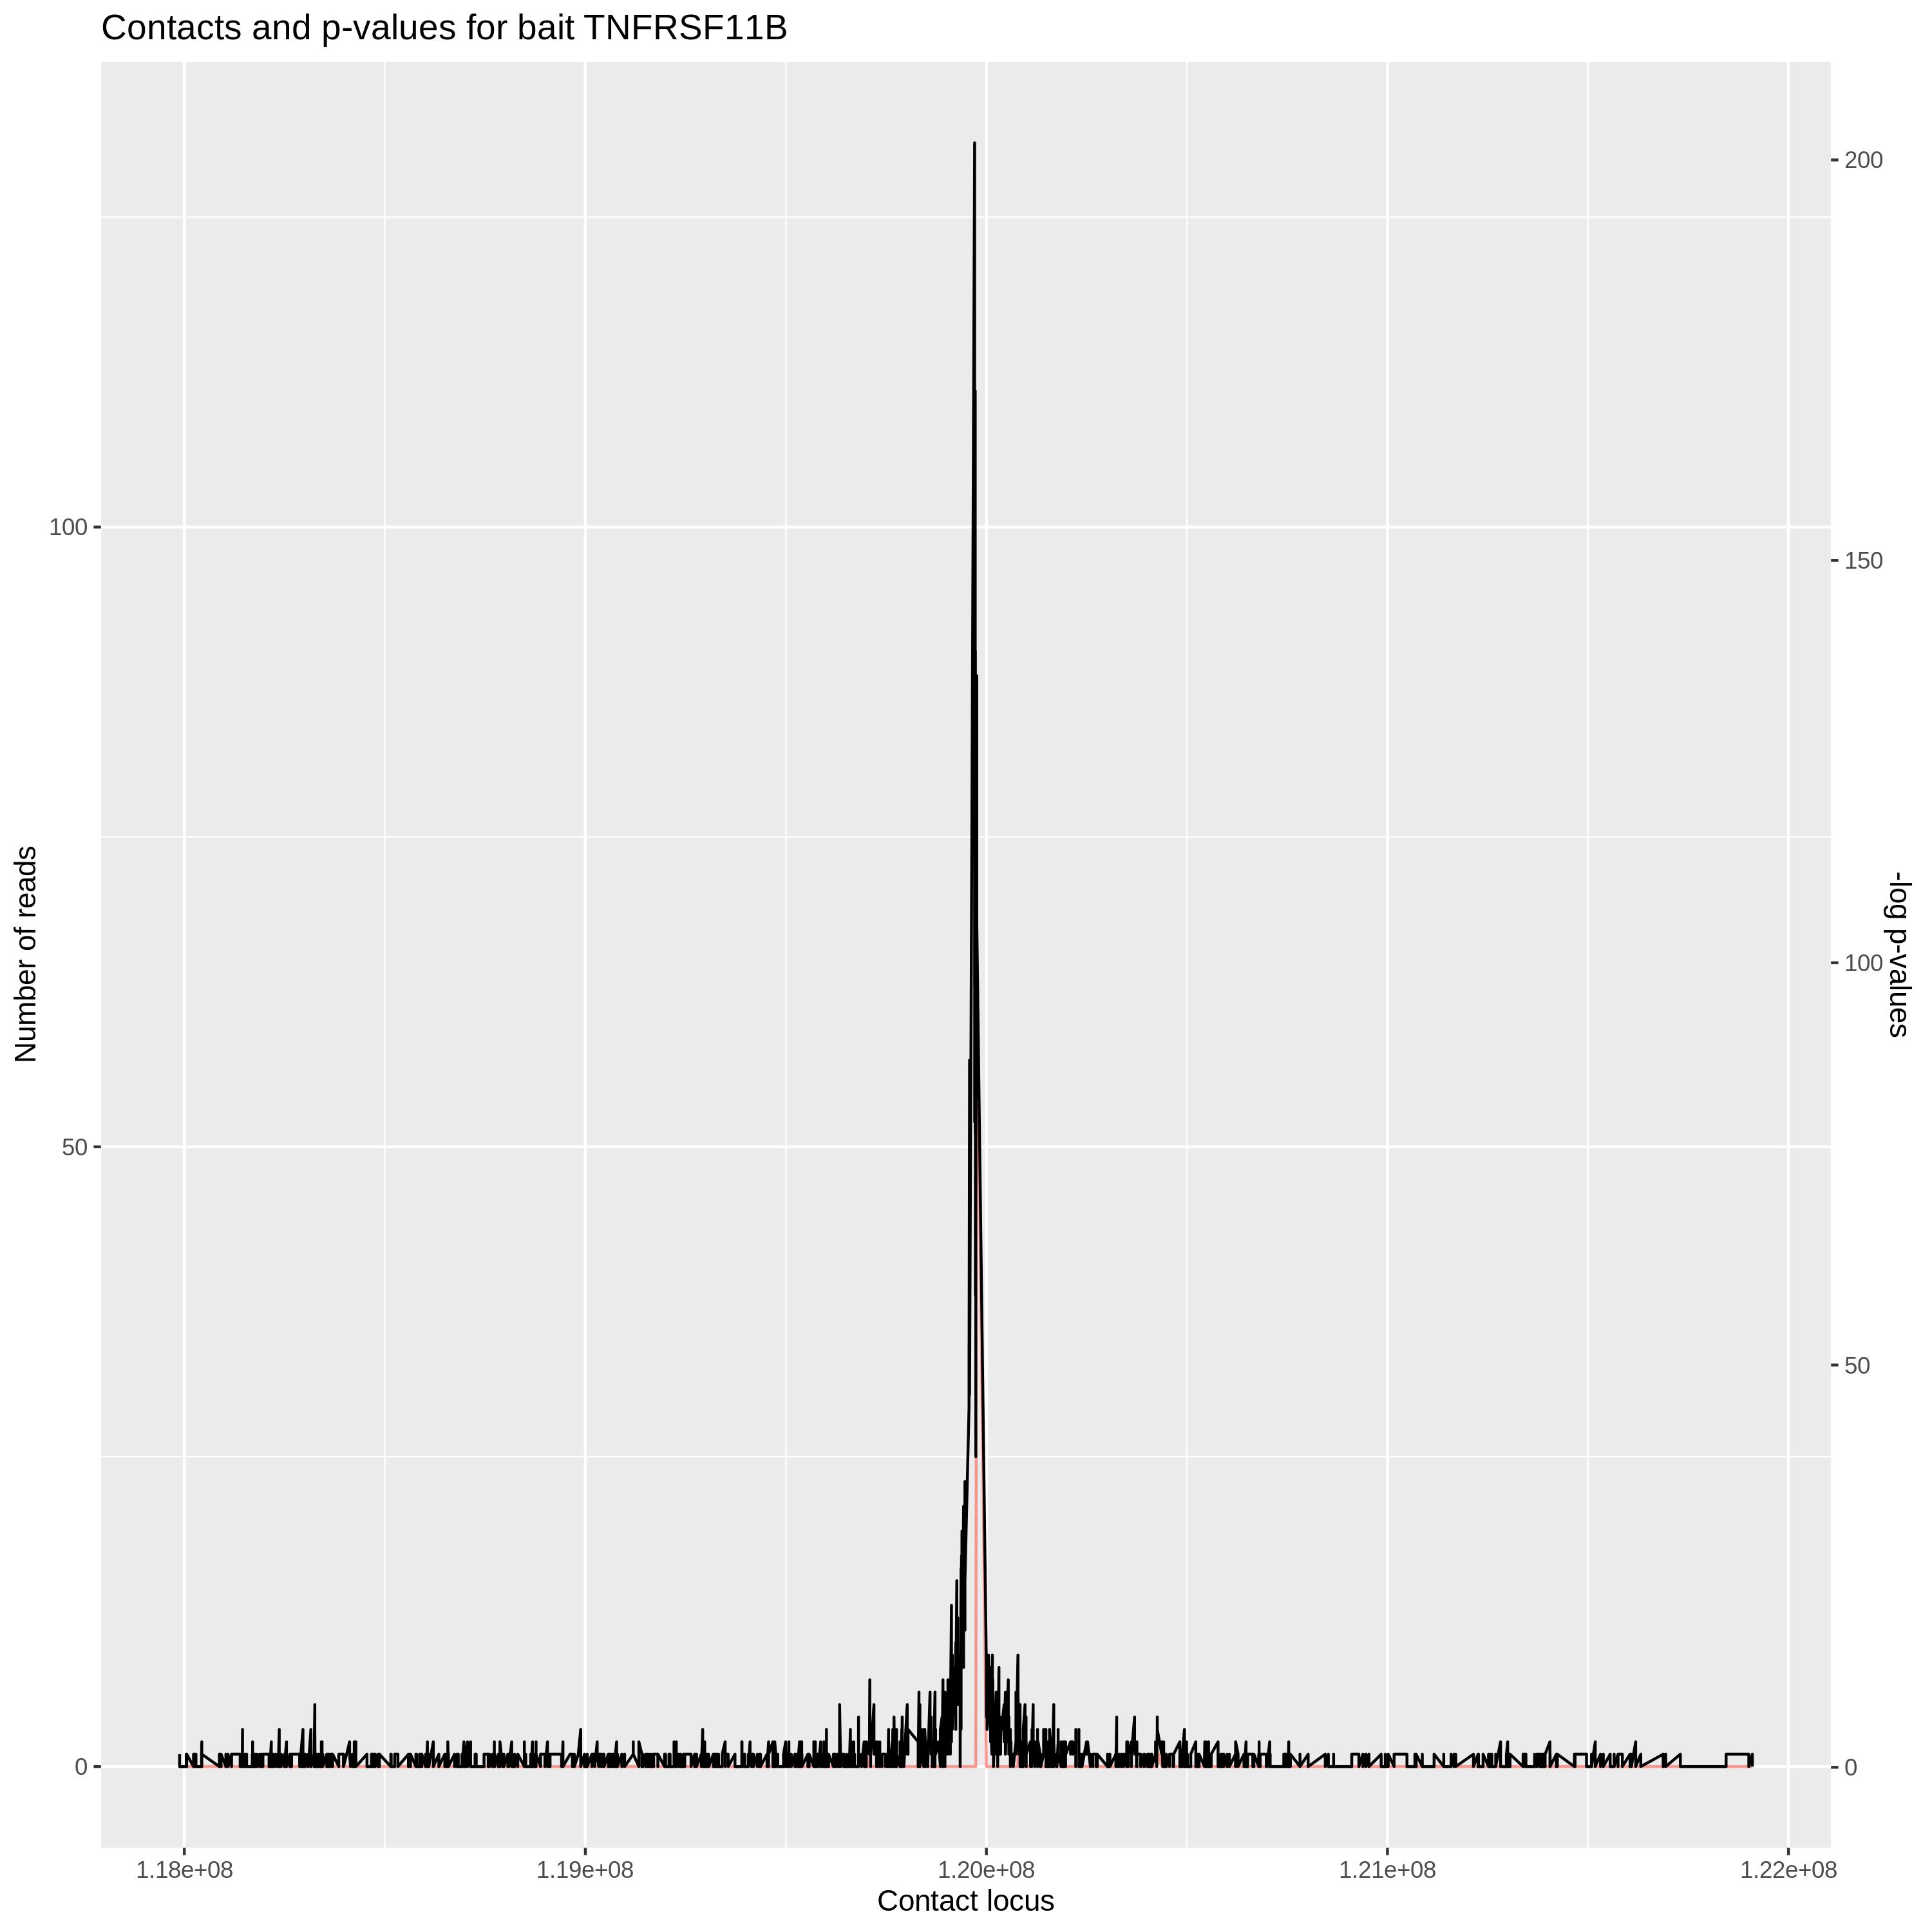 Contacts and p-values for bait TNFRSF11B
Number of reads
100
50
0
200
150
100
50
0
-log p-values
1.18e+08
1.19e+08
1.20e+08
1.21e+08
1.22e+08
Contact locus